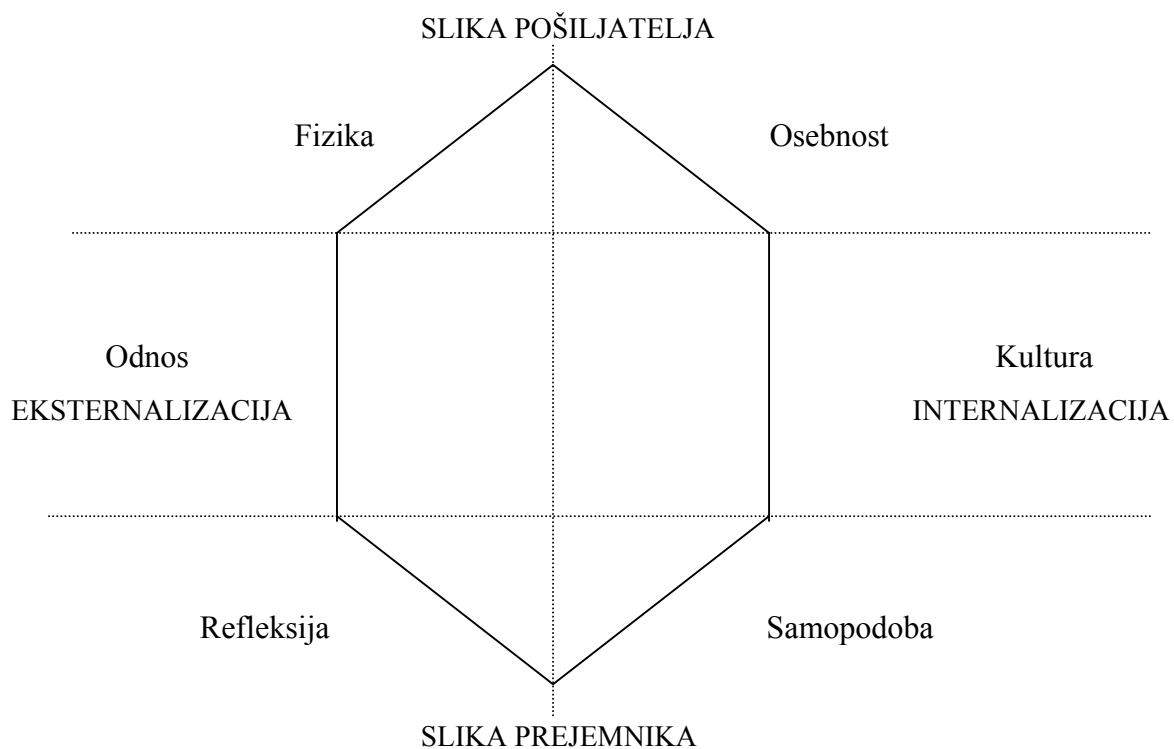 SLIKA POŠILJATELJA
Fizika
Osebnost
Odnos
Kultura
EKSTERNALIZACIJA
INTERNALIZACIJA
Refleksija
Samopodoba
SLIKA PREJEMNIKA